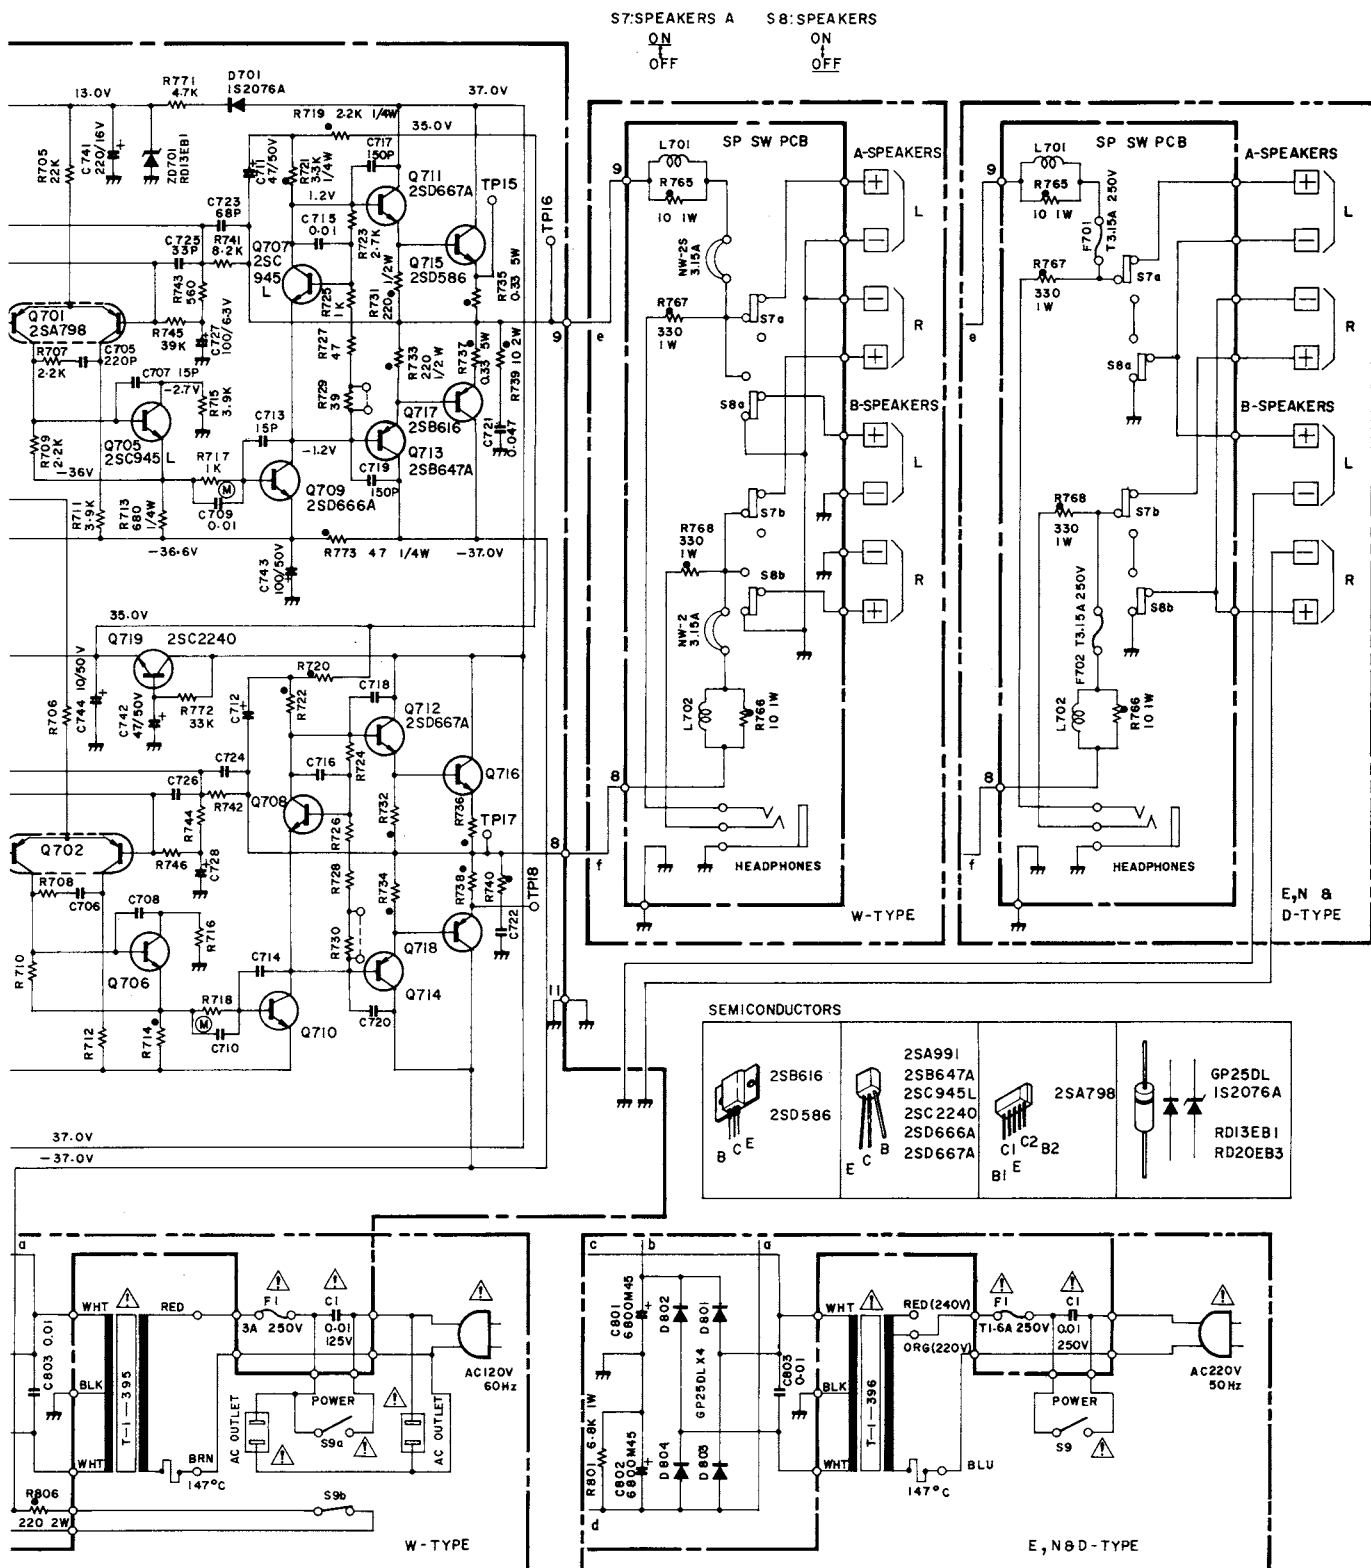 S7:SPEAKERS A S8:SPEAKERS
ON ON
OFF OFF
R771
4.7K
D701
1S2076A
13.0V
37.0V
R719 2.2K 1/4W
35.0V
R705
22K
C741
220/16V
ZD701
RD13EB1
C711
47/50V
R721
3.3K
1/4W
C717
150P
Q711
2SD667A
TP15
TP16
1.2V
C723
68P
C715
0.01
R723
2.7K
C725
33P
R741
8.2K
Q707
2SC
945
L
Q715
2SD586
R735
0.33 5W
R743
560
R725
1K
R731
220 1/2W
Q701
2SA798
R745
39K
C727
100/6.3V
R727
47
R733
220
1/2W
R737
0.33 5W
R739 10 2W
9
R707
2.2K
C705
220P
C707 15P
-2.7V
R715
3.9K
R729
39
Q717
2SB616
C721
0.047
C713
15P
Q713
2SB647A
R709
2.2K
Q705
2SC945 L
-1.2V
C719
150P
-36V
R717
1K
M
C709
0.01
Q709
2SD666A
R711
3.9K
R713
680
1/4W
-36.6V
R773 47 1/4W
-37.0V
C743
100/50V
35.0V
Q719 2SC2240
R706
C744 10/50V
C742
47/50V
R772
33K
C712
R722
R720
C718
Q712
2SD667A
C724
C716
R724
C726
R742
Q708
Q716
R744
R732
R736
TP17
Q702
R746
C728
R726
8
R708
C706
R728
R734
R738
R740
TP18
C708
R716
R730
Q718
C722
R710
Q706
C714
Q714
R718
M
C710
Q710
C720
11
R712
R714
37.0V
-37.0V
SP SW PCB
9
e
L701
R765
10 1W
A-SPEAKERS
+
L
−
NW-2S
3.15A
R767
330
1W
S7a
−
R
+
S8a
B-SPEAKERS
+
L
−
S7b
R768
330
1W
S8b
−
R
+
NW-2
3.15A
L702
R766
10 1W
8
f
HEADPHONES
W-TYPE
SP SW PCB
9
e
L701
R765
10 1W
F701
T3.15A 250V
A-SPEAKERS
+
L
−
R767
330
1W
S7a
−
R
+
S8a
B-SPEAKERS
+
L
−
R768
330
1W
S7b
−
R
+
S8b
F702 T3.15A 250V
L702
R766
10 1W
8
f
HEADPHONES
E,N &
D-TYPE
SEMICONDUCTORS
2SB616
2SD586
B C E
2SA991
2SB647A
2SC945L
2SC2240
2SD666A
2SD667A
E C B
2SA798
B1 C1 E C2 B2
GP25DL
1S2076A
RD13EB1
RD20EB3
a
WHT
RED
F1
3A 250V
C1
0.01
125V
C803 0.01
BLK
T-1-395
AC120V
60Hz
AC OUTLET
POWER
S9a
AC OUTLET
WHT
BRN
147°C
R806
220 2W
S9b
W-TYPE
c b a
C801
6800M45
D802
D801
WHT
RED(240V)
ORG(220V)
F1
T1.6A 250V
C1
0.01
250V
GP25DLX4
C803
0.01
BLK
T-1-396
AC220V
50Hz
POWER
S9
R801 6.8K 1W
C802
6800M45
D804
D803
WHT
BLU
147°C
d
E, N&D-TYPE